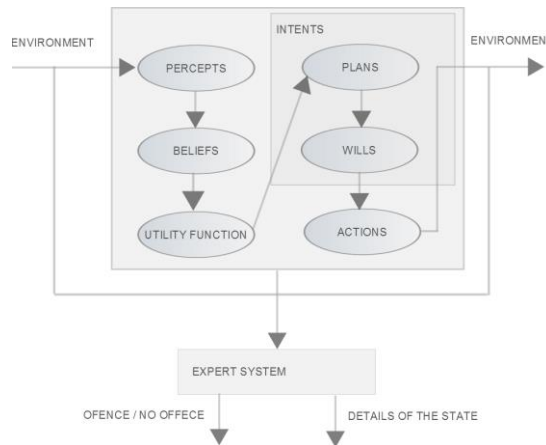 INTENTS
ENVIRONMENT
ENVIRONMEN
PERCEPTS
PLANS
BELIEFS
WILLS
UTILITY FUNCTION
ACTIONS
EXPERT SYSTEM
OFENCE / NO OFFECE
DETAILS OF THE STATE